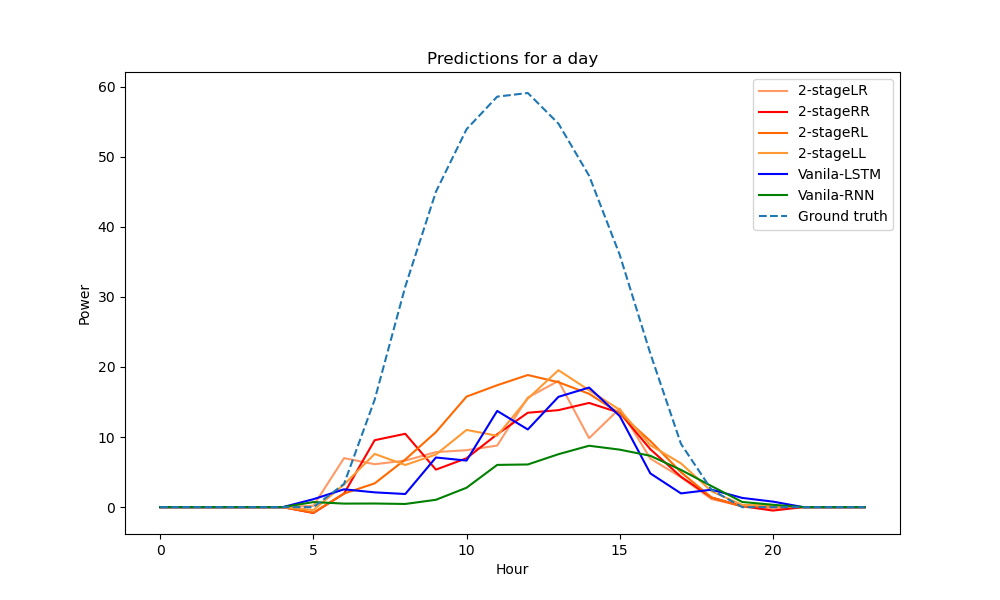 Predictions for a day
60
50
40
30
20
10
0
Power
0 5 10 15 20
Hour
2-stageLR
2-stageRR
2-stageRL
2-stageLL
Vanila-LSTM
Vanila-RNN
Ground truth